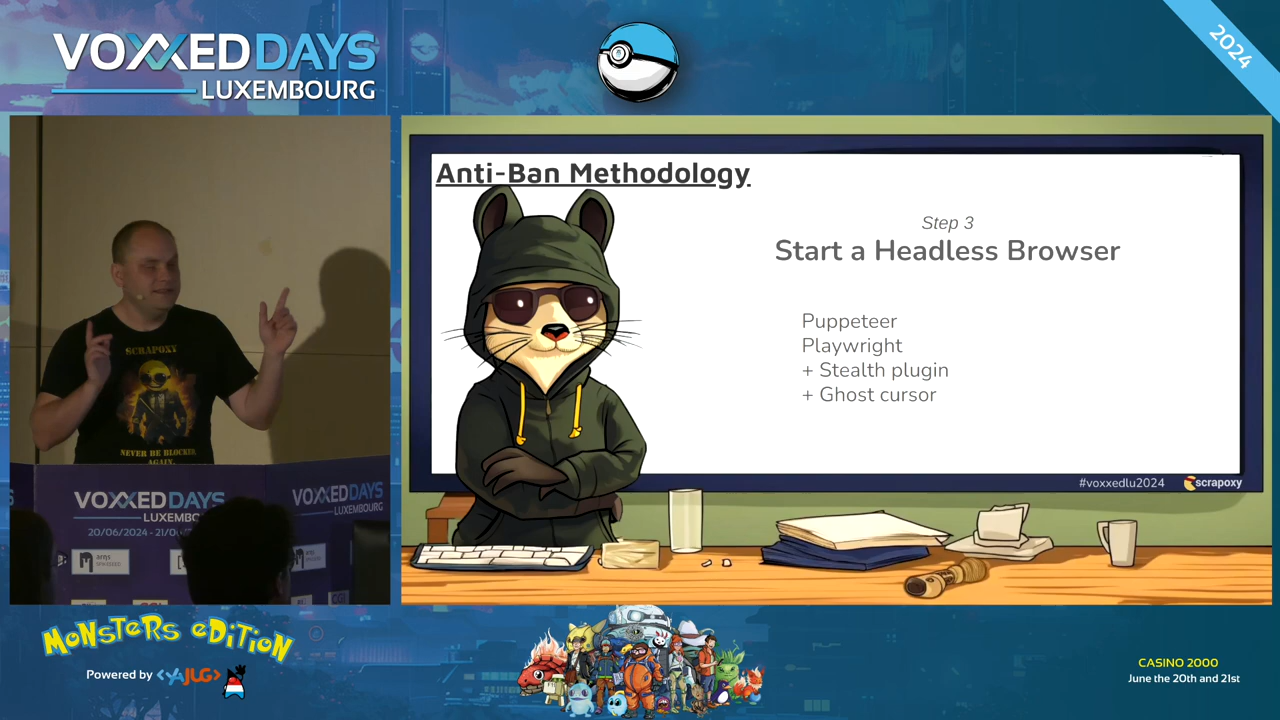 VOXXEDDAYS
LUXEMBOURG
2024
SCRAPOXY
NEVER BE BLOCKED
AGAIN.
VOXXEDDAYS
LUXEMBO
20/06/2024 - 21/0
VOXXEDDAYS
LUXEMBOURG
Anti-Ban Methodology
Step 3
Start a Headless Browser
Puppeteer
Playwright
+ Stealth plugin
+ Ghost cursor
#voxxedlu2024
scrapoxy
MONSTERS EDITION
Powered by <YAJUG>
CASINO 2000
June the 20th and 21st